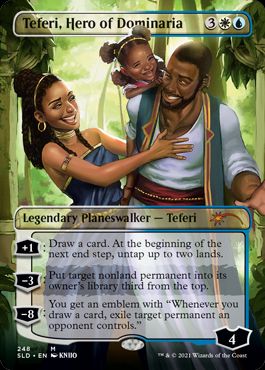 Teferi, Hero of Dominaria 3
Legendary Planeswalker — Teferi
+1: Draw a card. At the beginning of the
next end step, untap up to two lands.
−3: Put target nonland permanent into its
owner's library third from the top.
−8: You get an emblem with "Whenever
you draw a card, exile target permanent
an opponent controls."
4
248 M
SLD • EN KNIIO
™ & © 2021 Wizards of the Coast